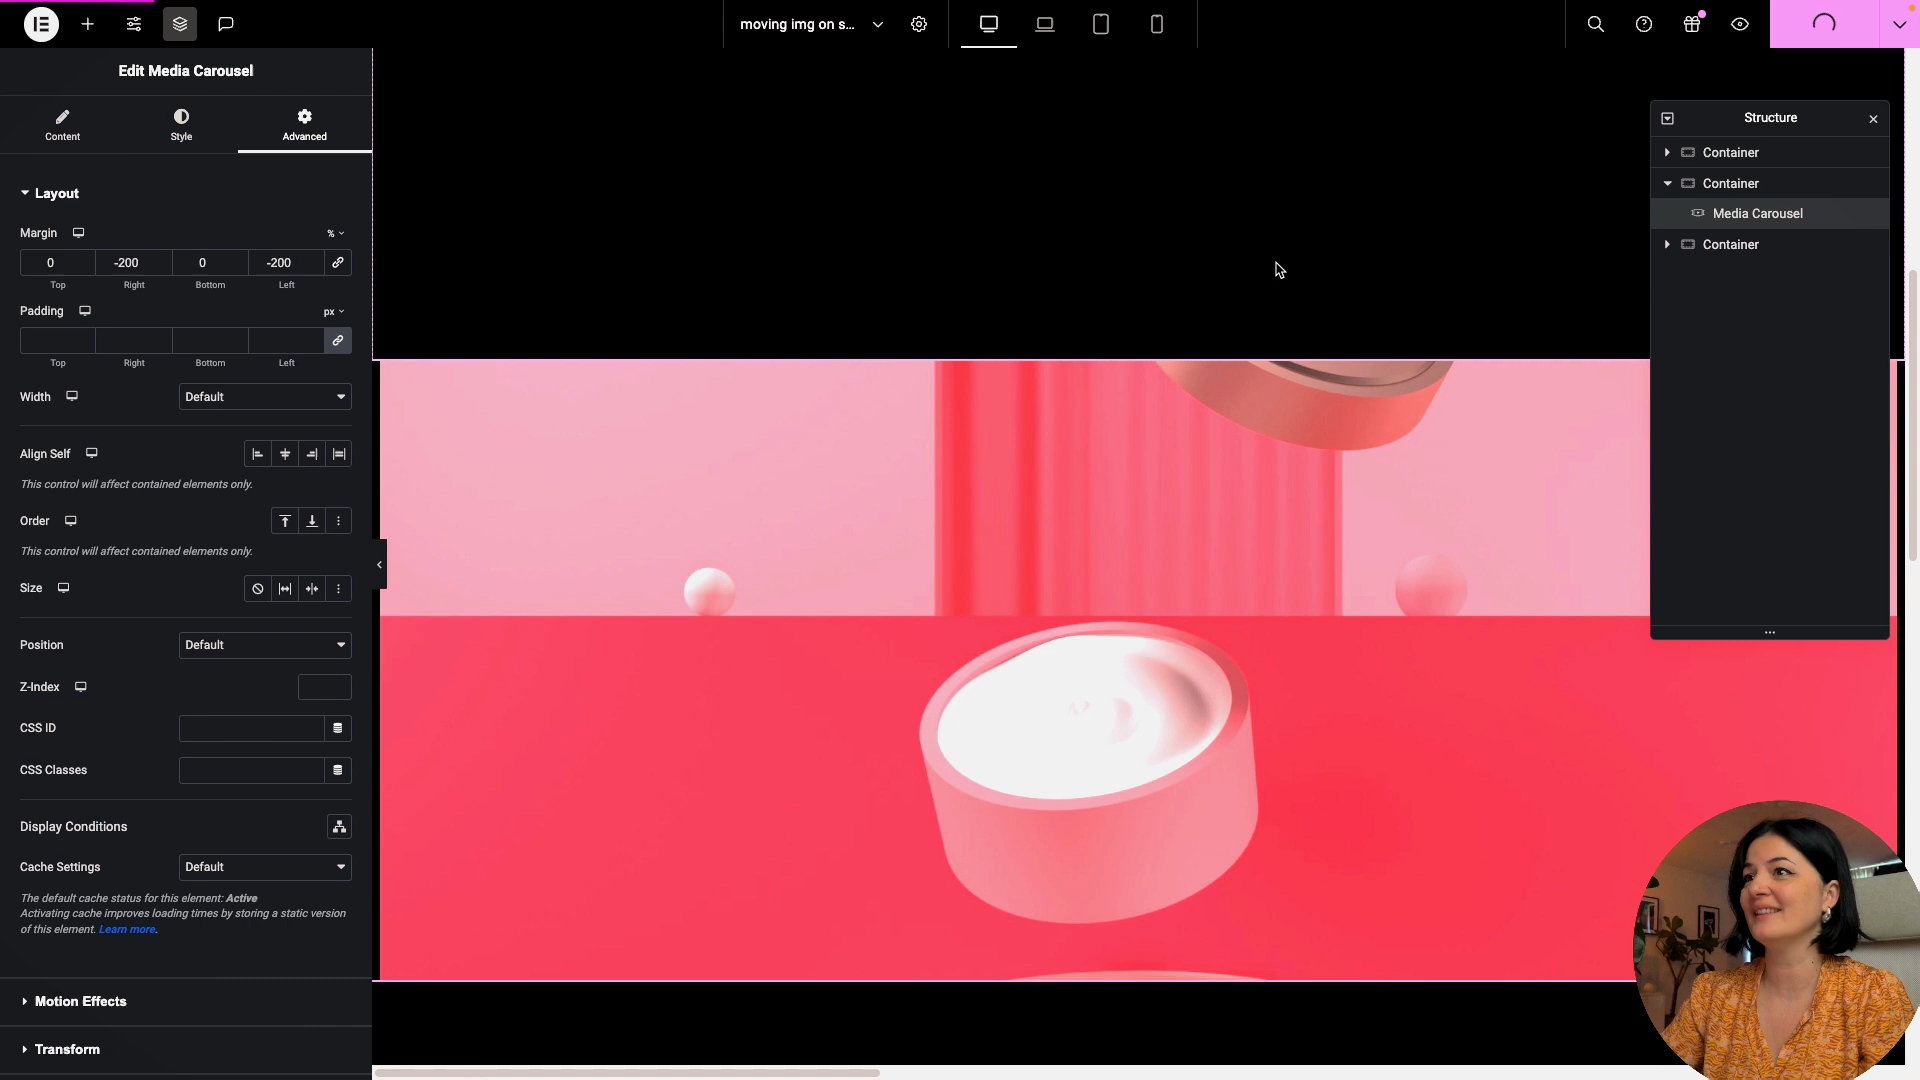 moving img on s...
Edit Media Carousel
Content
Style
Advanced
Layout
Margin
%
0
-200
0
-200
Top
Right
Bottom
Left
Padding
px
Top
Right
Bottom
Left
Width
Default
Align Self
This control will affect contained elements only.
Order
This control will affect contained elements only.
Size
Position
Default
Z-Index
CSS ID
CSS Classes
Display Conditions
Cache Settings
Default
The default cache status for this element: Active
Activating cache improves loading times by storing a static version
of this element. Learn more.
Motion Effects
Transform
Structure
Container
Container
Media Carousel
Container